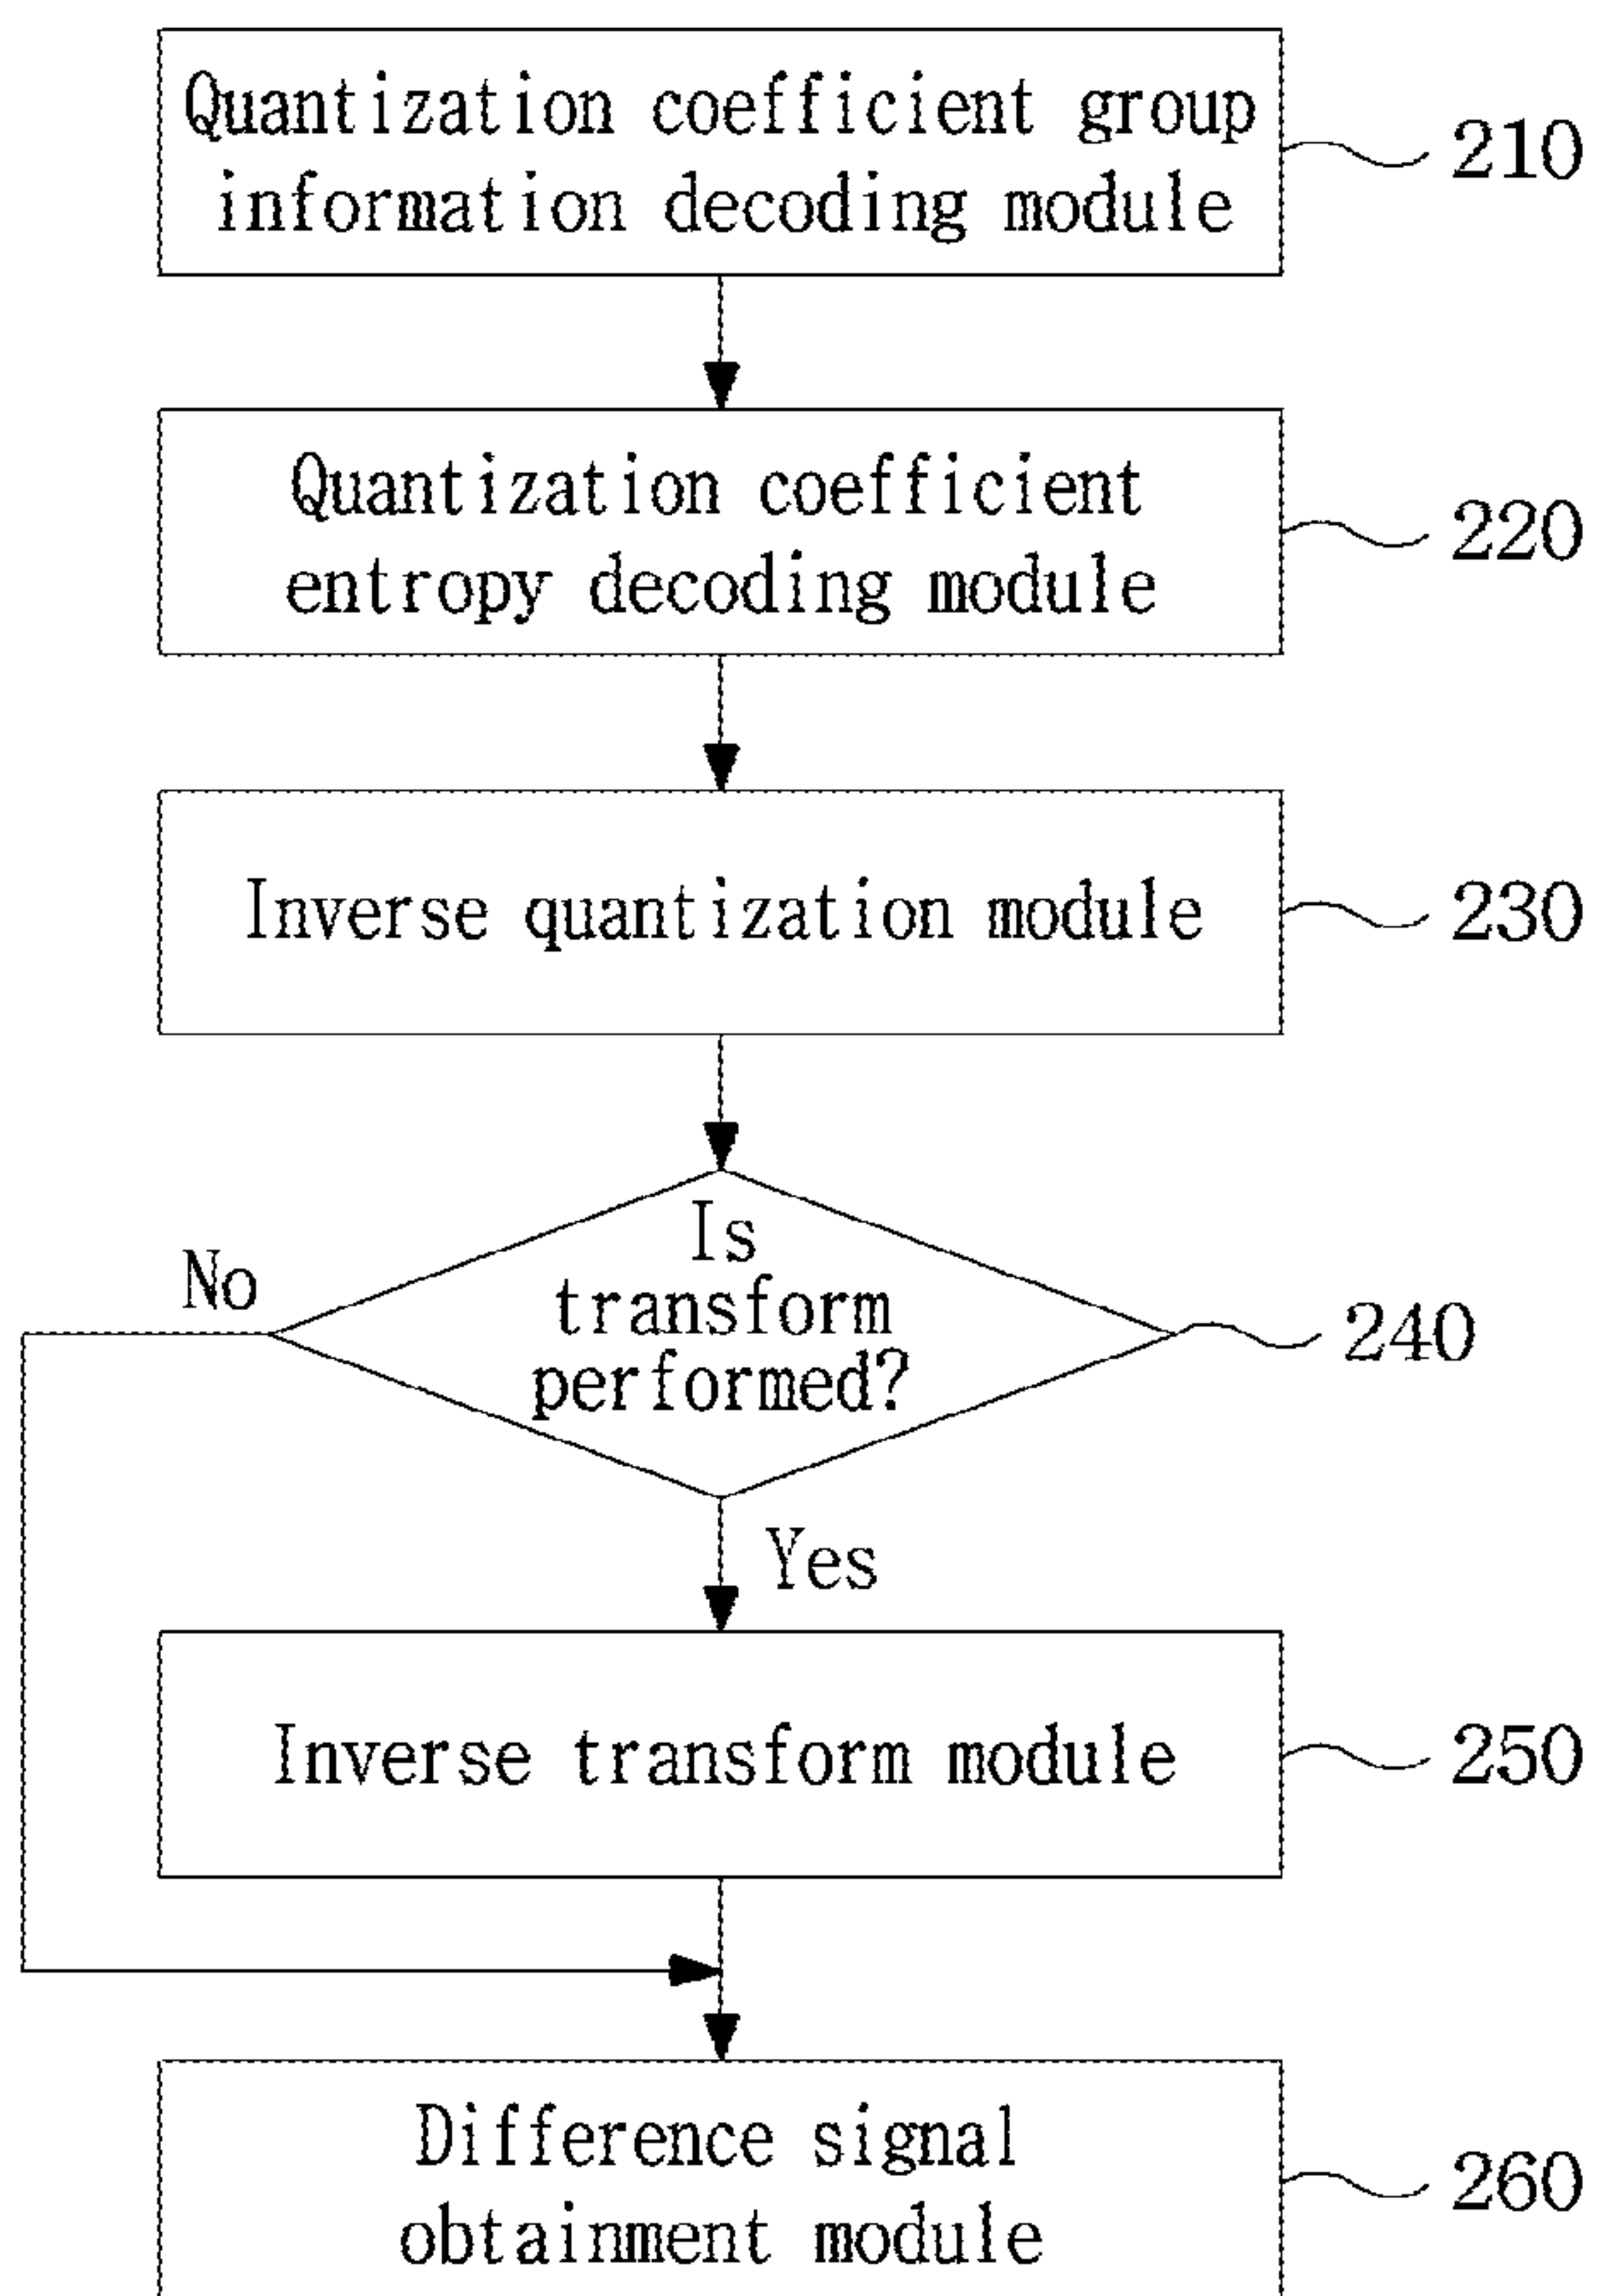 Quantization coefficient group
information decoding module
210
Quantization coefficient
entropy decoding module
220
Inverse quantization module
230
Is
transform
performed?
No
240
Yes
Inverse transform module
250
Difference signal
obtainment module
260